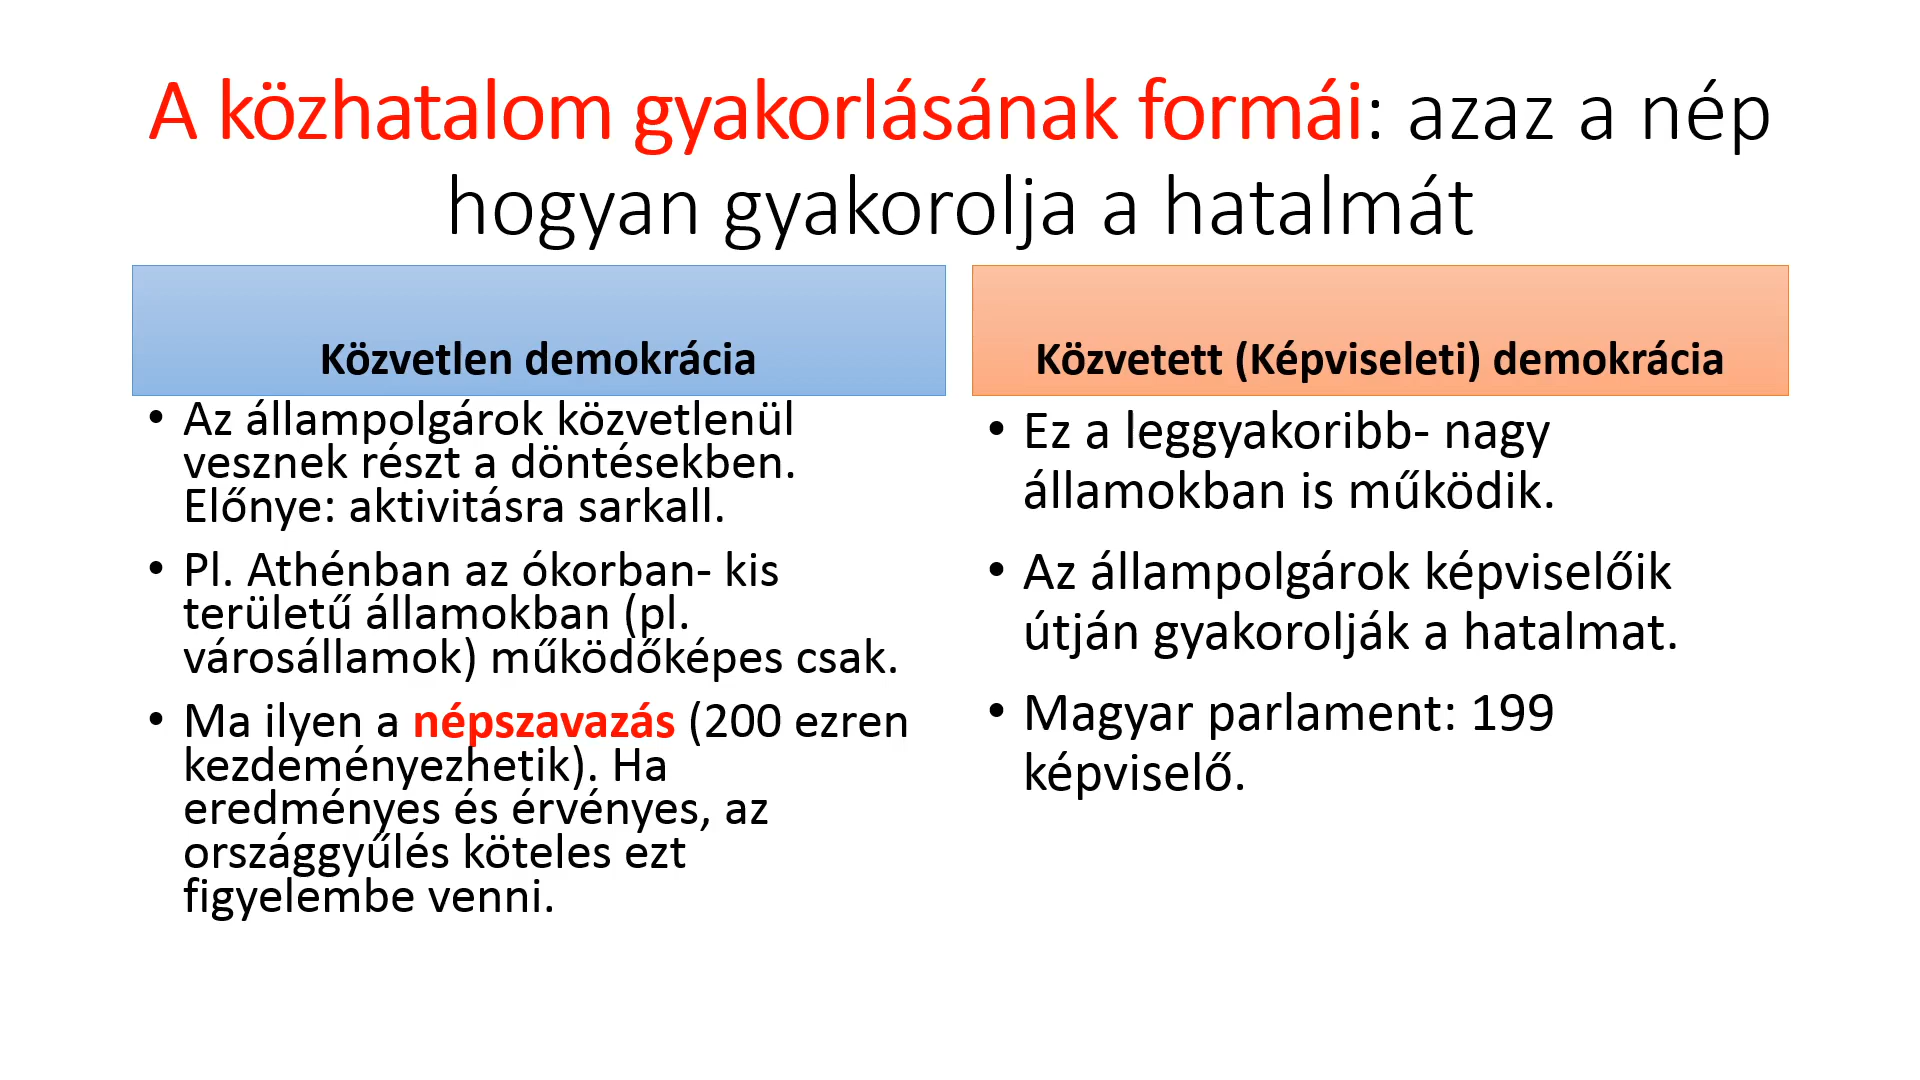 A közhatalom gyakorlásának formái: azaz a nép
hogyan gyakorolja a hatalmát
Közvetlen demokrácia
• Az állampolgárok közvetlenül
vesznek részt a döntésekben.
Előnye: aktivitásra sarkall.
• Pl. Athénban az ókorban- kis
területű államokban (pl.
városállamok) működőképes csak.
• Ma ilyen a népszavazás (200 ezren
kezdeményezhetik). Ha
eredményes és érvényes, az
országgyűlés köteles ezt
figyelembe venni.
Közvetett (Képviseleti) demokrácia
• Ez a leggyakoribb- nagy
államokban is működik.
• Az állampolgárok képviselőik
útján gyakorolják a hatalmat.
• Magyar parlament: 199
képviselő.